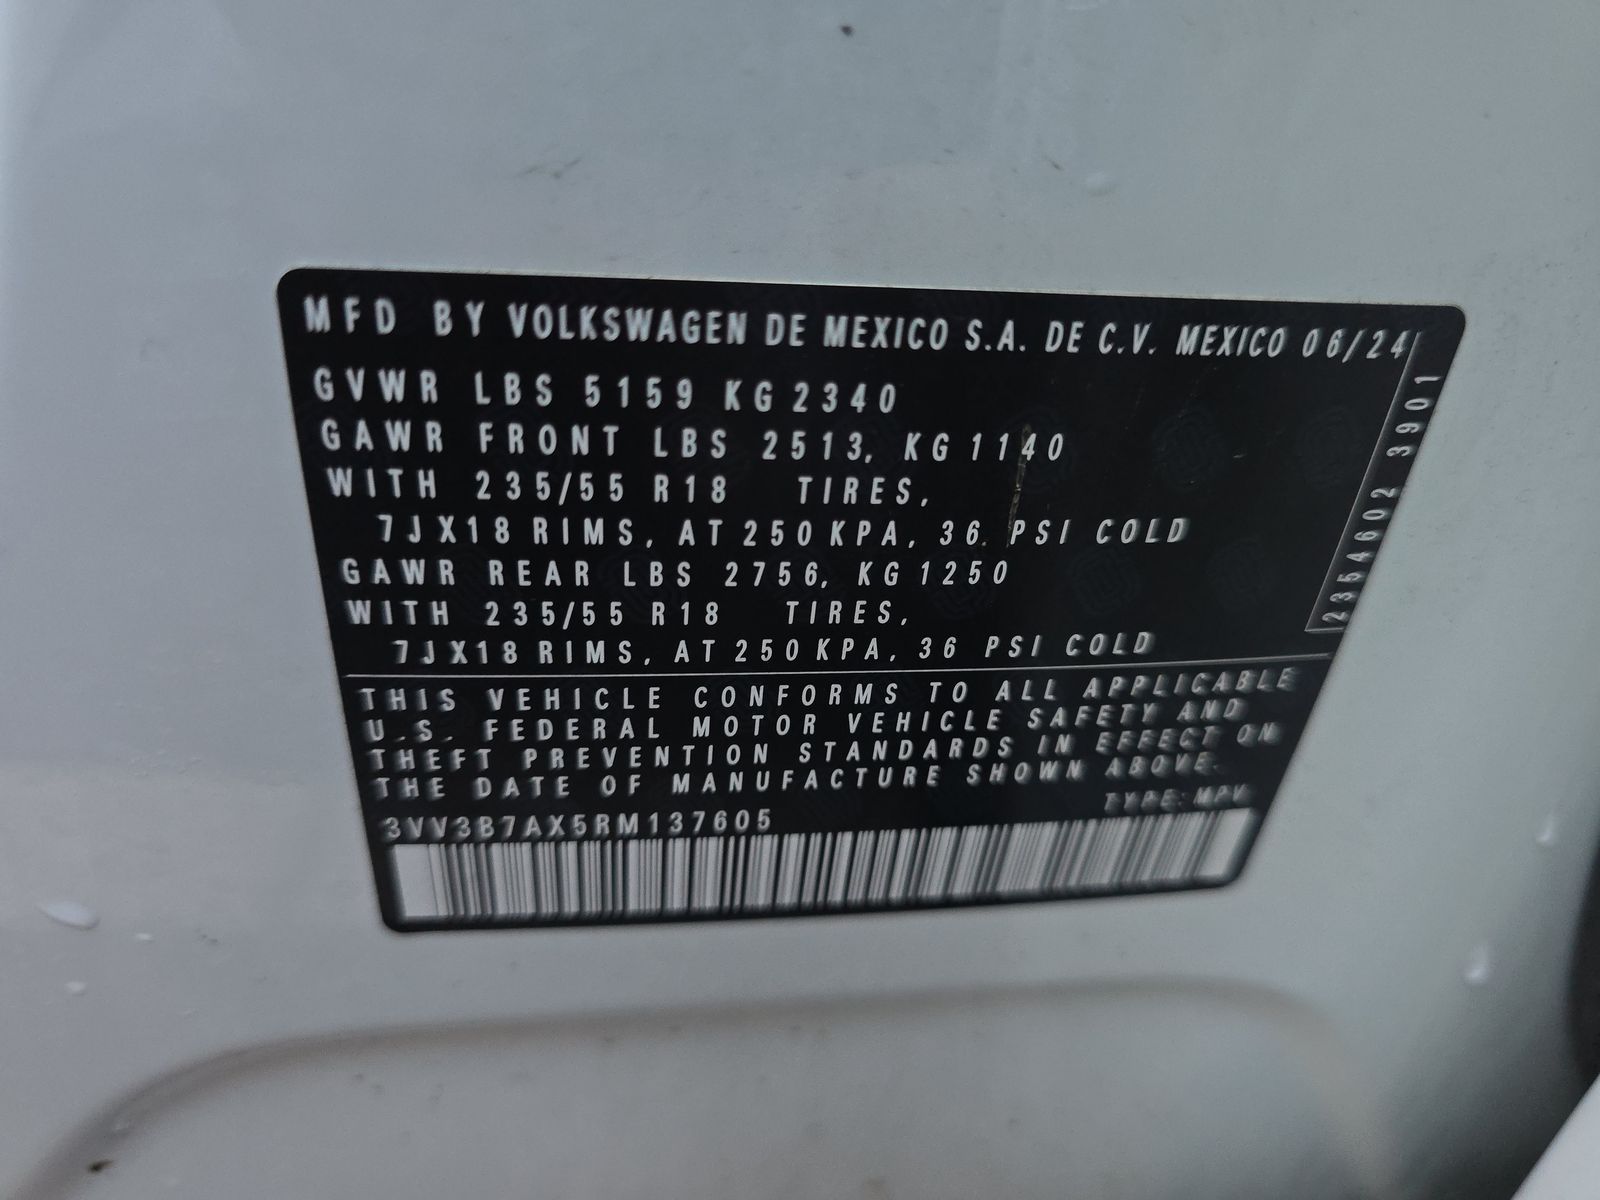 MFD BY VOLKSWAGEN DE MEXICO S.A. DE C.V. MEXICO 06/24
GVWR LBS 5159 KG 2340
GAWR FRONT LBS 2513, KG 1140
WITH 235/55 R18 TIRES,
7JX18 RIMS, AT 250 KPA, 36 PSI COLD
GAWR REAR LBS 2756, KG 1250
WITH 235/55 R18 TIRES,
7JX18 RIMS, AT 250 KPA, 36 PSI COLD
THIS VEHICLE CONFORMS TO ALL APPLICABLE
U.S. FEDERAL MOTOR VEHICLE SAFETY AND
THEFT PREVENTION STANDARDS IN EFFECT ON
THE DATE OF MANUFACTURE SHOWN ABOVE.
TYPE: MPV
3VV3B7AX5RM137605
2354602 3901